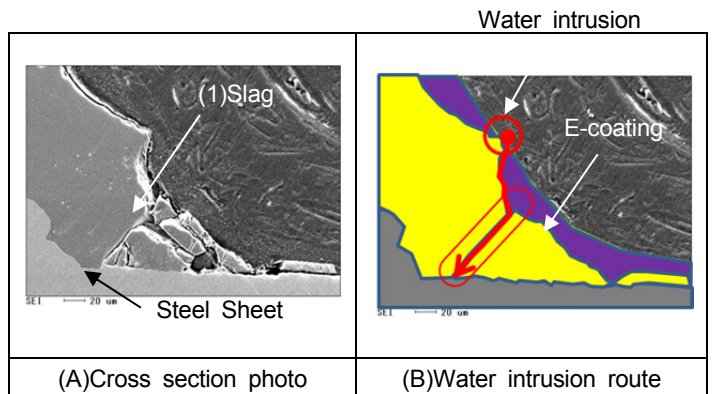 Water intrusion
(1)Slag
Steel Sheet
SEI 20 um
E-coating
SEI 20 um
(A)Cross section photo
(B)Water intrusion route